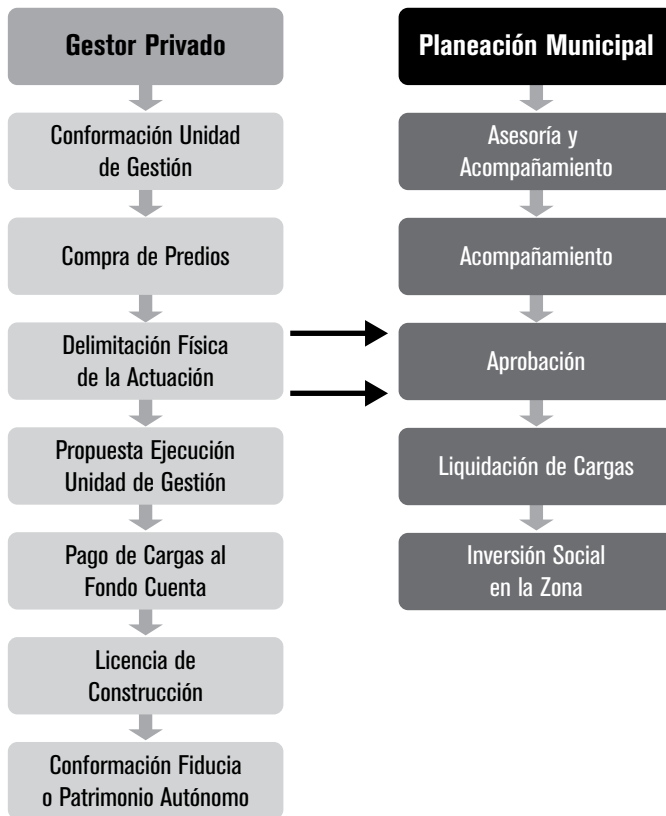 Gestor Privado
Conformación Unidad
de Gestión
Compra de Predios
Delimitación Física
de la Actuación
Propuesta Ejecución
Unidad de Gestión
Pago de Cargas al
Fondo Cuenta
Licencia de
Construcción
Conformación Fiducia
o Patrimonio Autónomo
Planeación Municipal
Asesoría y
Acompañamiento
Acompañamiento
Aprobación
Liquidación de Cargas
Inversión Social
en la Zona